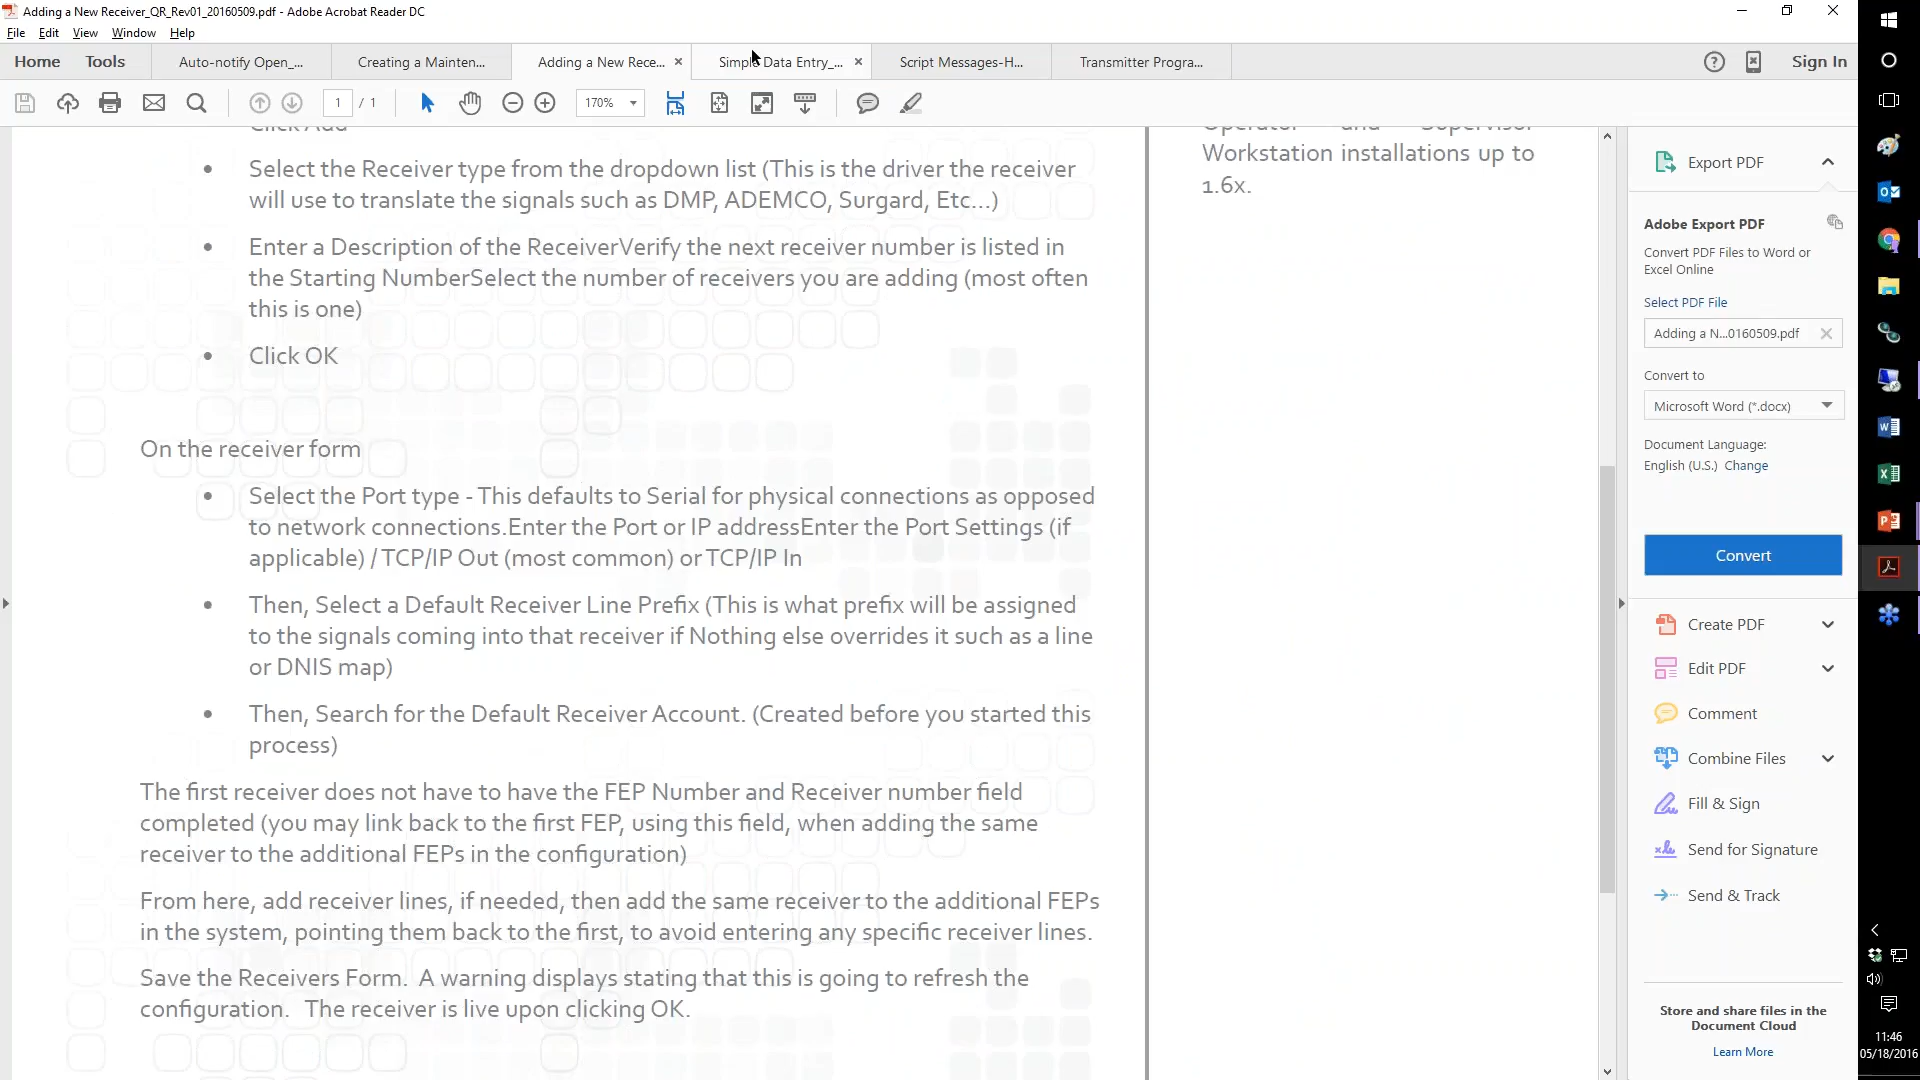 Adding a New Receiver_QR_Rev01_20160509.pdf - Adobe Acrobat Reader DC
File Edit View Window Help
Home Tools Auto-notify Open_... Creating a Mainten... Adding a New Rece... Simple Data Entry_... Script Messages-H... Transmitter Progra... Sign In
1 / 1 170%
Click Add
Select the Receiver type from the dropdown list (This is the driver the receiver
will use to translate the signals such as DMP, ADEMCO, Surgard, Etc...)
Enter a Description of the ReceiverVerify the next receiver number is listed in
the Starting NumberSelect the number of receivers you are adding (most often
this is one)
Click OK
On the receiver form
Select the Port type - This defaults to Serial for physical connections as opposed
to network connections.Enter the Port or IP addressEnter the Port Settings (if
applicable) / TCP/IP Out (most common) or TCP/IP In
Then, Select a Default Receiver Line Prefix (This is what prefix will be assigned
to the signals coming into that receiver if Nothing else overrides it such as a line
or DNIS map)
Then, Search for the Default Receiver Account. (Created before you started this
process)
The first receiver does not have to have the FEP Number and Receiver number field
completed (you may link back to the first FEP, using this field, when adding the same
receiver to the additional FEPs in the configuration)
From here, add receiver lines, if needed, then add the same receiver to the additional FEPs
in the system, pointing them back to the first, to avoid entering any specific receiver lines.
Save the Receivers Form. A warning displays stating that this is going to refresh the
configuration. The receiver is live upon clicking OK.
Operator and Supervisor
Workstation installations up to
1.6x.
Export PDF
Adobe Export PDF
Convert PDF Files to Word or
Excel Online
Select PDF File
Adding a N...0160509.pdf
Convert to
Microsoft Word (*.docx)
Document Language:
English (U.S.) Change
Convert
Create PDF
Edit PDF
Comment
Combine Files
Fill & Sign
Send for Signature
Send & Track
Store and share files in the
Document Cloud
Learn More
11:46
05/18/2016